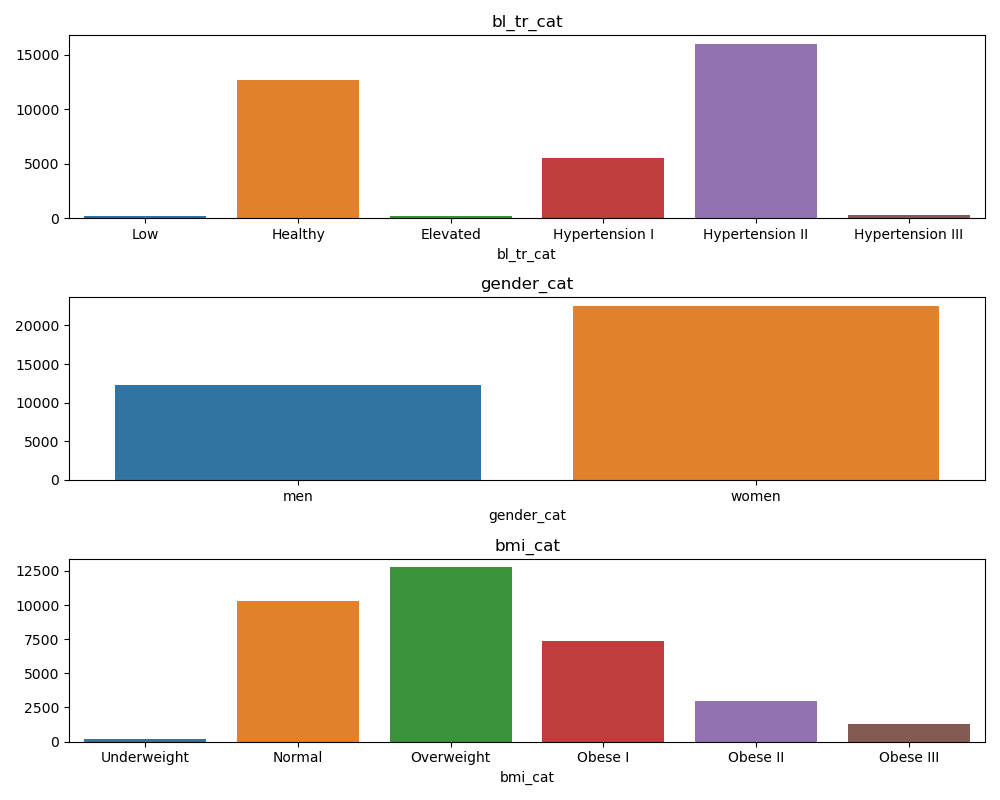 bl_tr_cat
15000
10000
5000
0
Low Healthy Elevated Hypertension I Hypertension II Hypertension III
bl_tr_cat
gender_cat
20000
15000
10000
5000
0
men women
gender_cat
bmi_cat
12500
10000
7500
5000
2500
0
Underweight Normal Overweight Obese I Obese II Obese III
bmi_cat